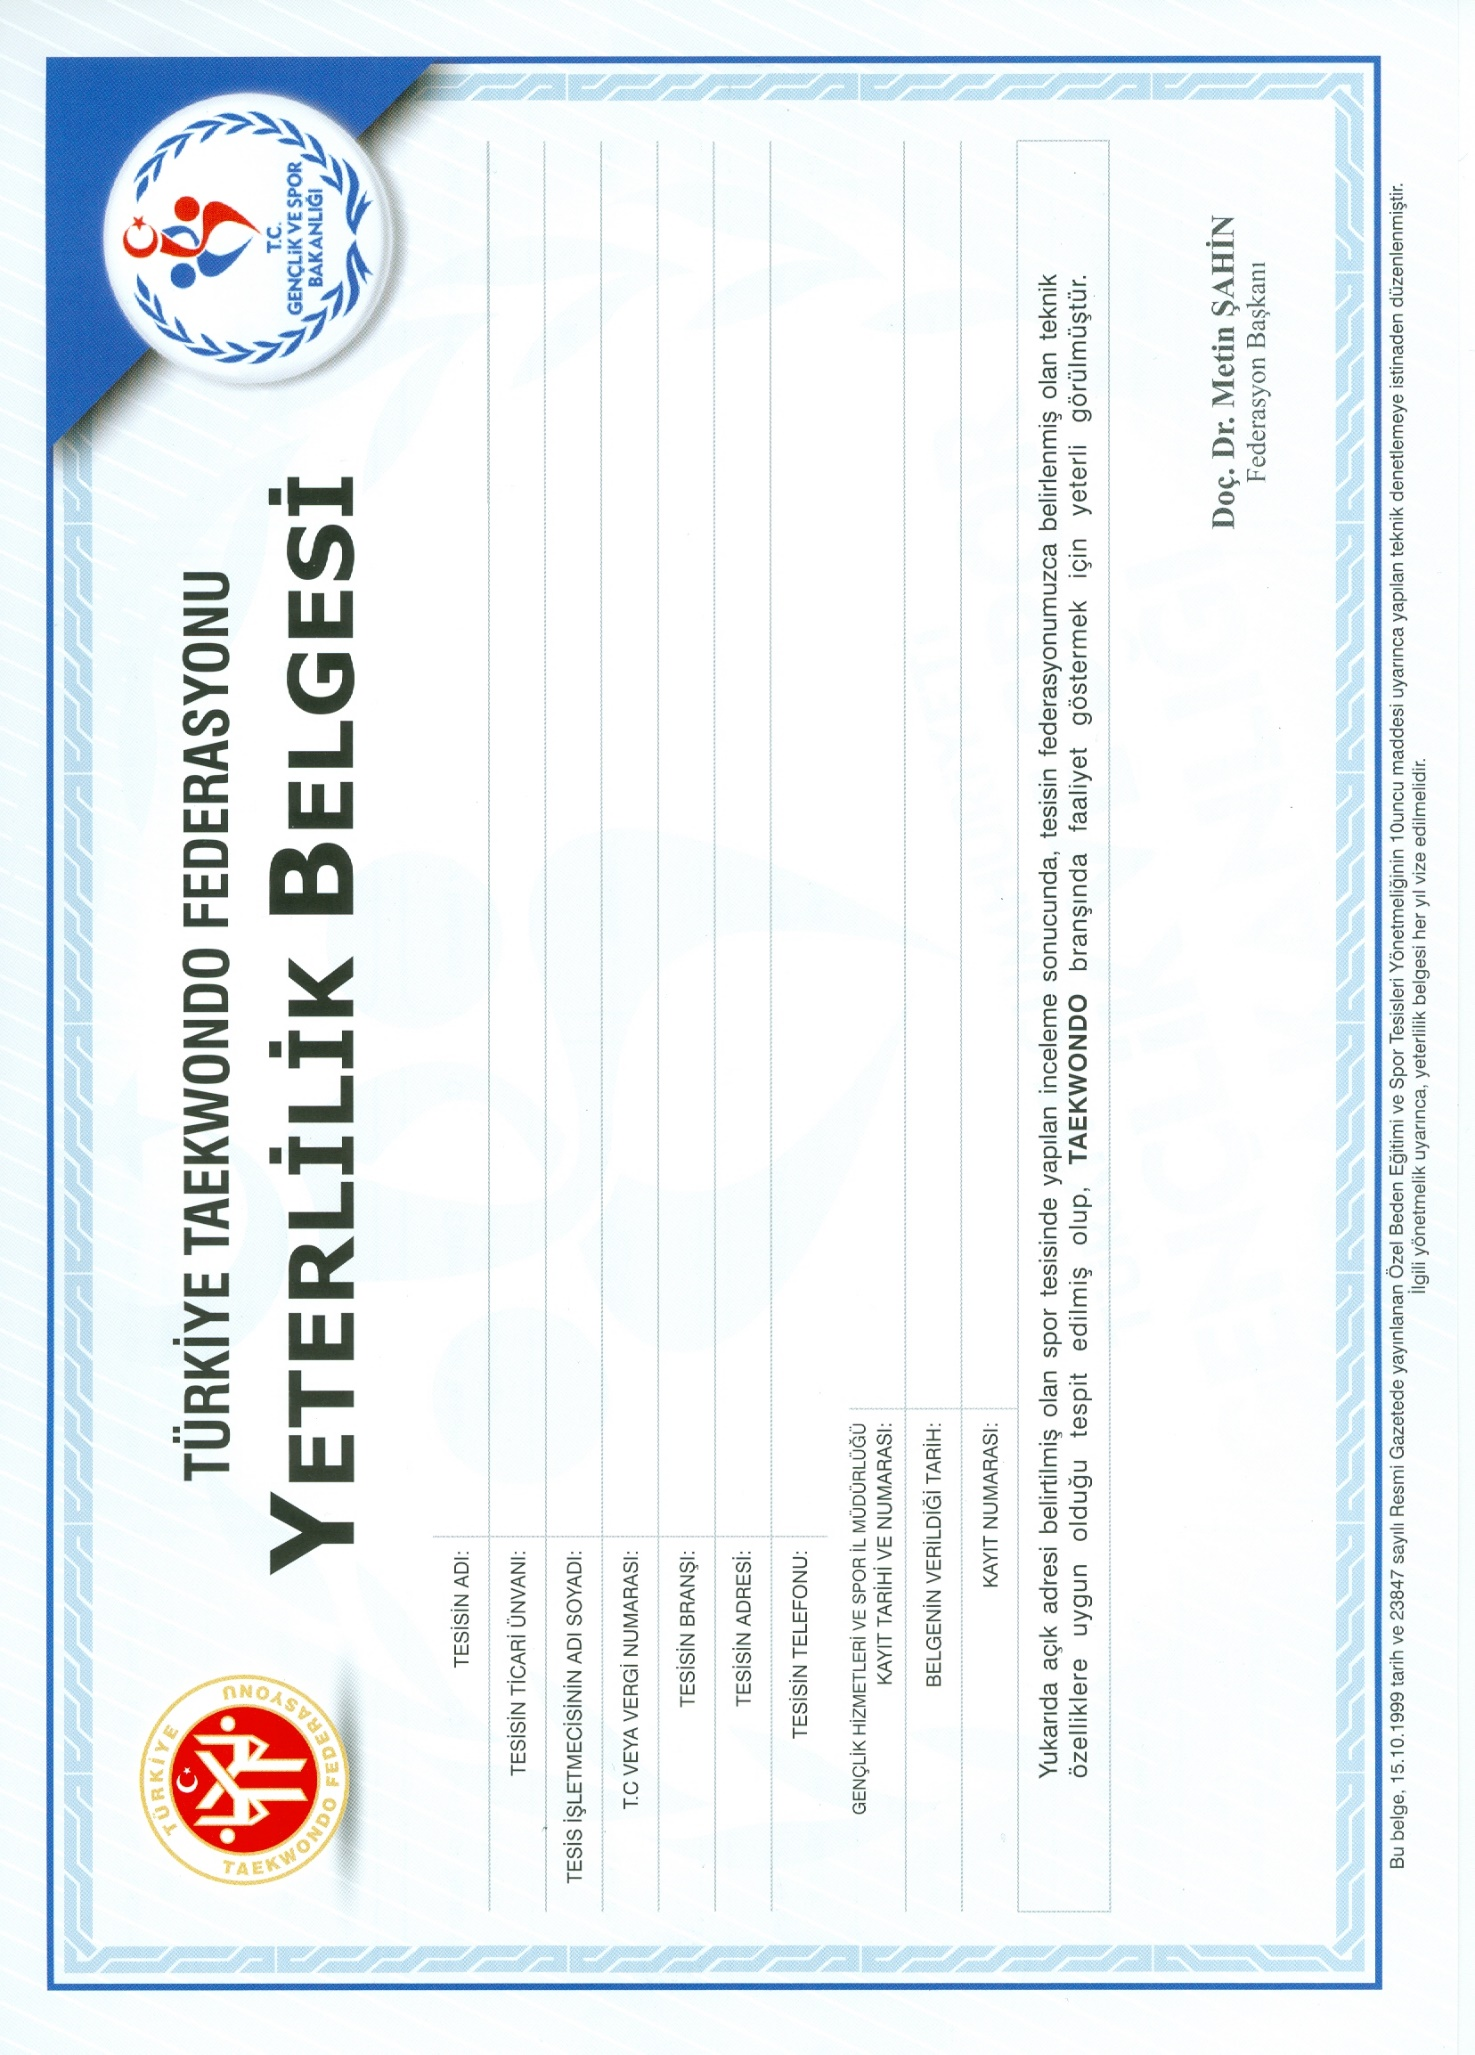 TÜRKİYE
TAEKWONDO FEDERASYONU
TÜRKİYE TAEKWONDO FEDERASYONU
YETERLİLİK BELGESİ
T.C.
GENÇLİK VE SPOR
BAKANLIĞI
TESİSİN ADI:
TESİSİN TİCARİ ÜNVANI:
TESİS İŞLETMECİSİNİN ADI SOYADI:
T.C VEYA VERGİ NUMARASI:
TESİSİN BRANŞI:
TESİSİN ADRESİ:
TESİSİN TELEFONU:
GENÇLİK HİZMETLERİ VE SPOR İL MÜDÜRLÜĞÜ
KAYIT TARİHİ VE NUMARASI:
BELGENİN VERİLDİĞİ TARİH:
KAYIT NUMARASI:
Yukarıda açık adresi belirtilmiş olan spor tesisinde yapılan inceleme sonucunda, tesisin federasyonumuzca belirlenmiş olan teknik
özelliklere uygun olduğu tespit edilmiş olup, TAEKWONDO branşında faaliyet göstermek için yeterli görülmüştür.
Doç. Dr. Metin ŞAHİN
Federasyon Başkanı
Bu belge, 15.10.1999 tarih ve 23847 sayılı Resmi Gazetede yayınlanan Özel Beden Eğitimi ve Spor Tesisleri Yönetmeliğinin 10uncu maddesi uyarınca yapılan teknik denetlemeye istinaden düzenlenmiştir.
İlgili yönetmelik uyarınca, yeterlilik belgesi her yıl vize edilmelidir.